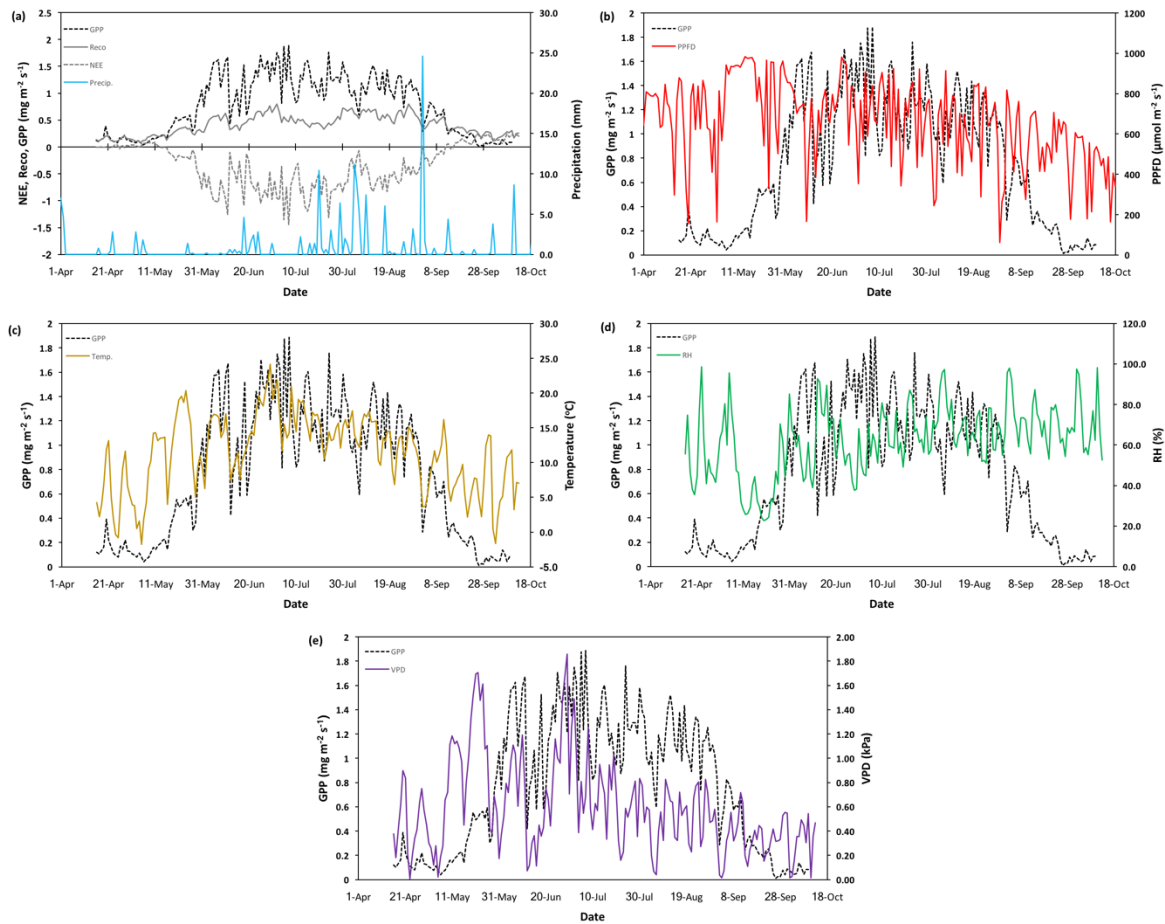 (a)
NEE, Reco, GPP (mg m⁻² s⁻¹)
2.5
2
1.5
1
0.5
0
-0.5
-1
-1.5
-2
GPP
Reco
NEE
Precip.
30.0
25.0
20.0
15.0
10.0
5.0
0.0
Precipitation (mm)
1-Apr 21-Apr 11-May 31-May 20-Jun 10-Jul 30-Jul 19-Aug 8-Sep 28-Sep 18-Oct
Date
(b)
GPP (mg m⁻² s⁻¹)
2
1.8
1.6
1.4
1.2
1
0.8
0.6
0.4
0.2
0
GPP
PPFD
1200
1000
800
600
400
200
0
PPFD (µmol m⁻² s⁻¹)
1-Apr 21-Apr 11-May 31-May 20-Jun 10-Jul 30-Jul 19-Aug 8-Sep 28-Sep 18-Oct
Date
(c)
GPP (mg m⁻² s⁻¹)
2
1.8
1.6
1.4
1.2
1
0.8
0.6
0.4
0.2
0
GPP
Temp.
30.0
25.0
20.0
15.0
10.0
5.0
0.0
-5.0
Temperature (°C)
1-Apr 21-Apr 11-May 31-May 20-Jun 10-Jul 30-Jul 19-Aug 8-Sep 28-Sep 18-Oct
Date
(d)
GPP (mg m⁻² s⁻¹)
2
1.8
1.6
1.4
1.2
1
0.8
0.6
0.4
0.2
0
GPP
RH
120.0
100.0
80.0
60.0
40.0
20.0
0.0
RH (%)
1-Apr 21-Apr 11-May 31-May 20-Jun 10-Jul 30-Jul 19-Aug 8-Sep 28-Sep 18-Oct
Date
(e)
GPP (mg m⁻² s⁻¹)
2
1.8
1.6
1.4
1.2
1
0.8
0.6
0.4
0.2
0
GPP
VPD
2.00
1.80
1.60
1.40
1.20
1.00
0.80
0.60
0.40
0.20
0.00
VPD (kPa)
1-Apr 21-Apr 11-May 31-May 20-Jun 10-Jul 30-Jul 19-Aug 8-Sep 28-Sep 18-Oct
Date